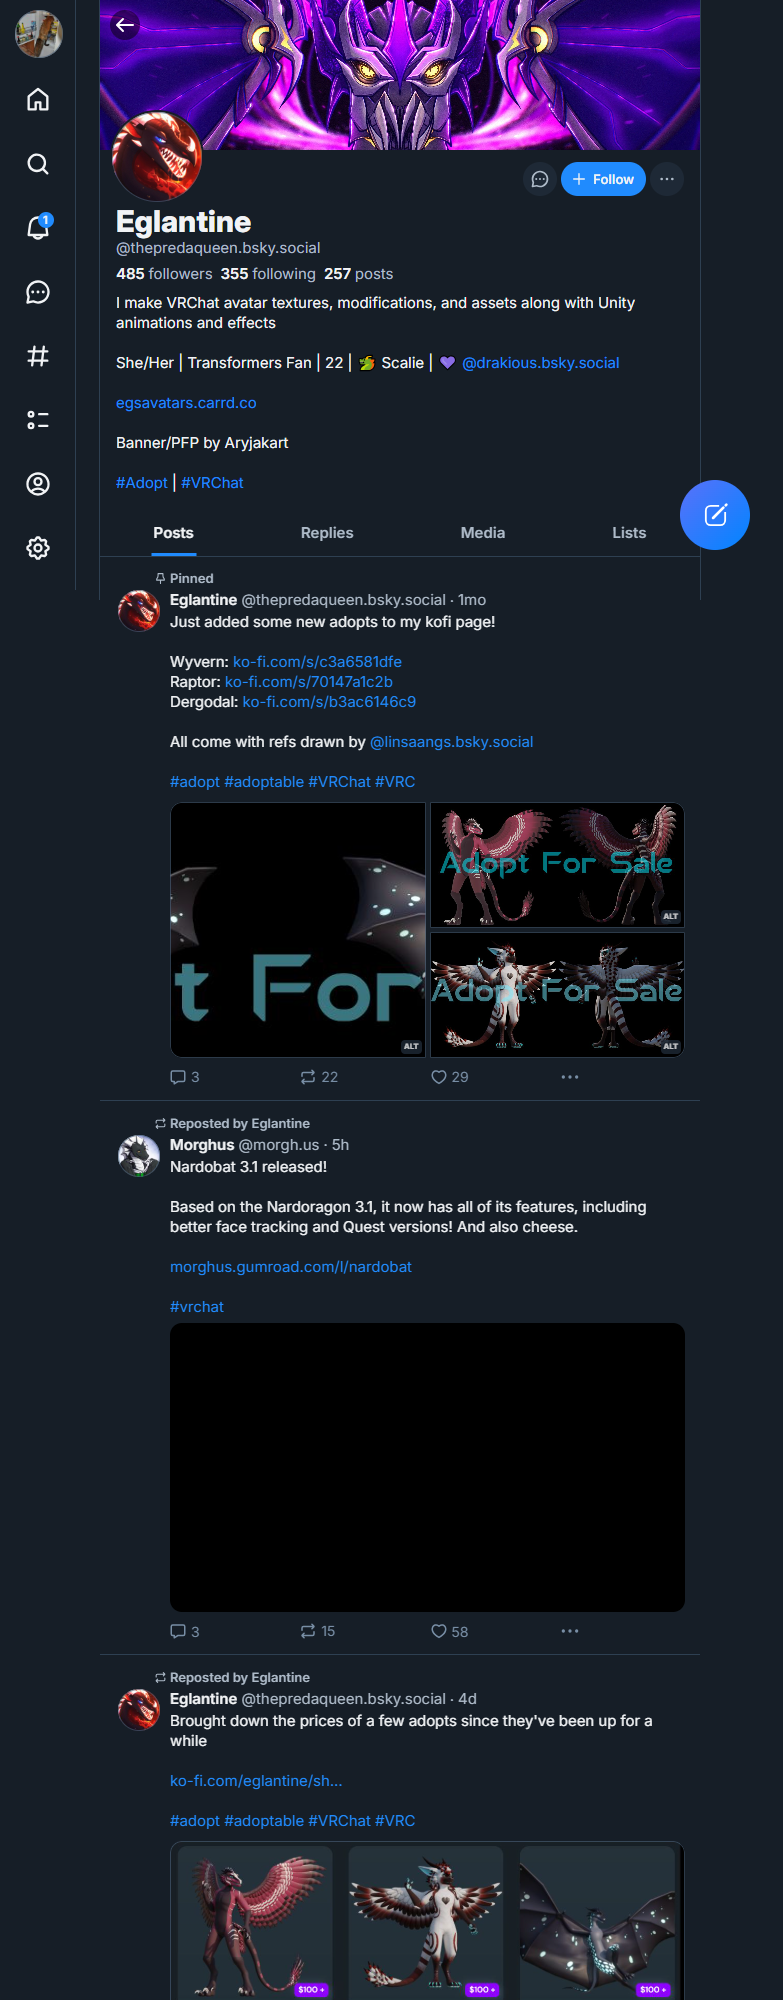 1
Follow
Eglantine
@thepredaqueen.bsky.social
485 followers 355 following 257 posts
I make VRChat avatar textures, modifications, and assets along with Unity
animations and effects
She/Her | Transformers Fan | 22 | 🐲 Scalie | 💜 @drakious.bsky.social
egsavatars.carrd.co
Banner/PFP by Aryjakart
#Adopt | #VRChat
Posts Replies Media Lists
Pinned
Eglantine @thepredaqueen.bsky.social · 1mo
Just added some new adopts to my kofi page!
Wyvern: ko-fi.com/s/c3a6581dfe
Raptor: ko-fi.com/s/70147a1c2b
Dergodal: ko-fi.com/s/b3ac6146c9
All come with refs drawn by @linsaangs.bsky.social
#adopt #adoptable #VRChat #VRC
t For
ALT
Adopt For Sale
ALT
Adopt For Sale
ALT
3 22 29
Reposted by Eglantine
Morghus @morgh.us · 5h
Nardobat 3.1 released!
Based on the Nardoragon 3.1, it now has all of its features, including
better face tracking and Quest versions! And also cheese.
morghus.gumroad.com/l/nardobat
#vrchat
3 15 58
Reposted by Eglantine
Eglantine @thepredaqueen.bsky.social · 4d
Brought down the prices of a few adopts since they've been up for a
while
ko-fi.com/eglantine/sh...
#adopt #adoptable #VRChat #VRC
$100 + $100 + $100 +